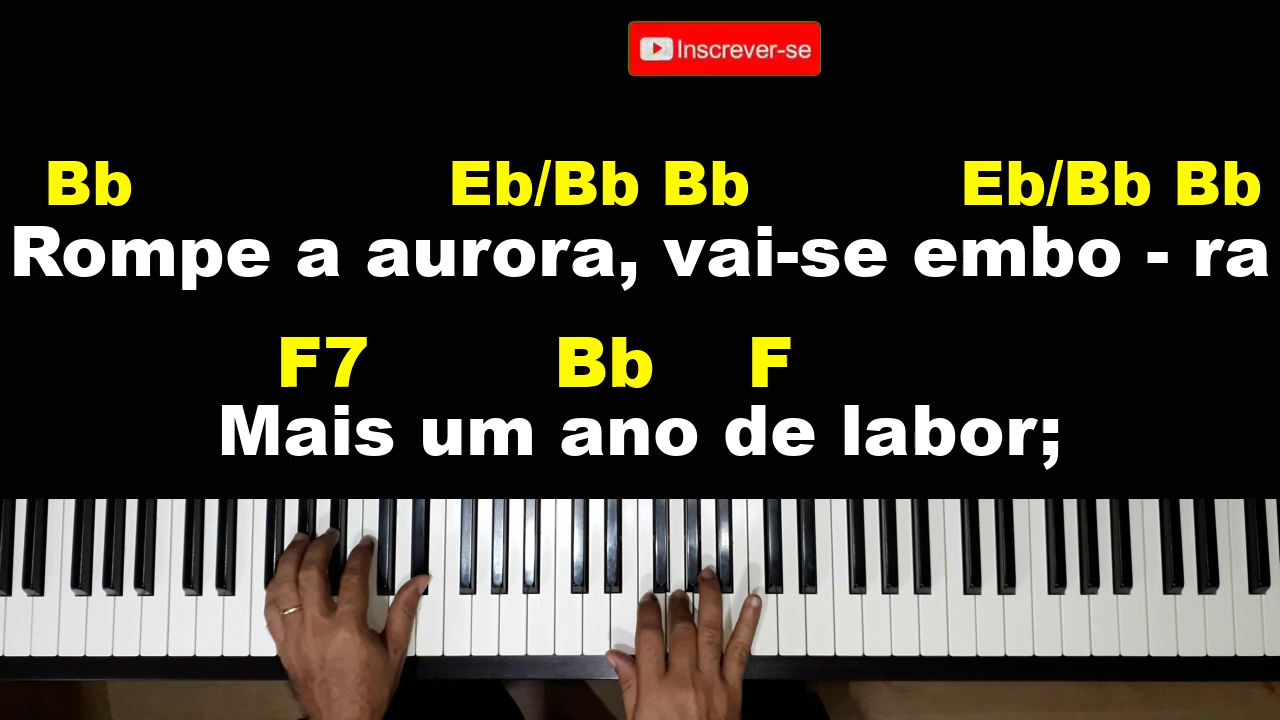 Inscrever-se
Bb Eb/Bb Bb Eb/Bb Bb
Rompe a aurora, vai-se embo - ra
F7 Bb F
Mais um ano de labor;